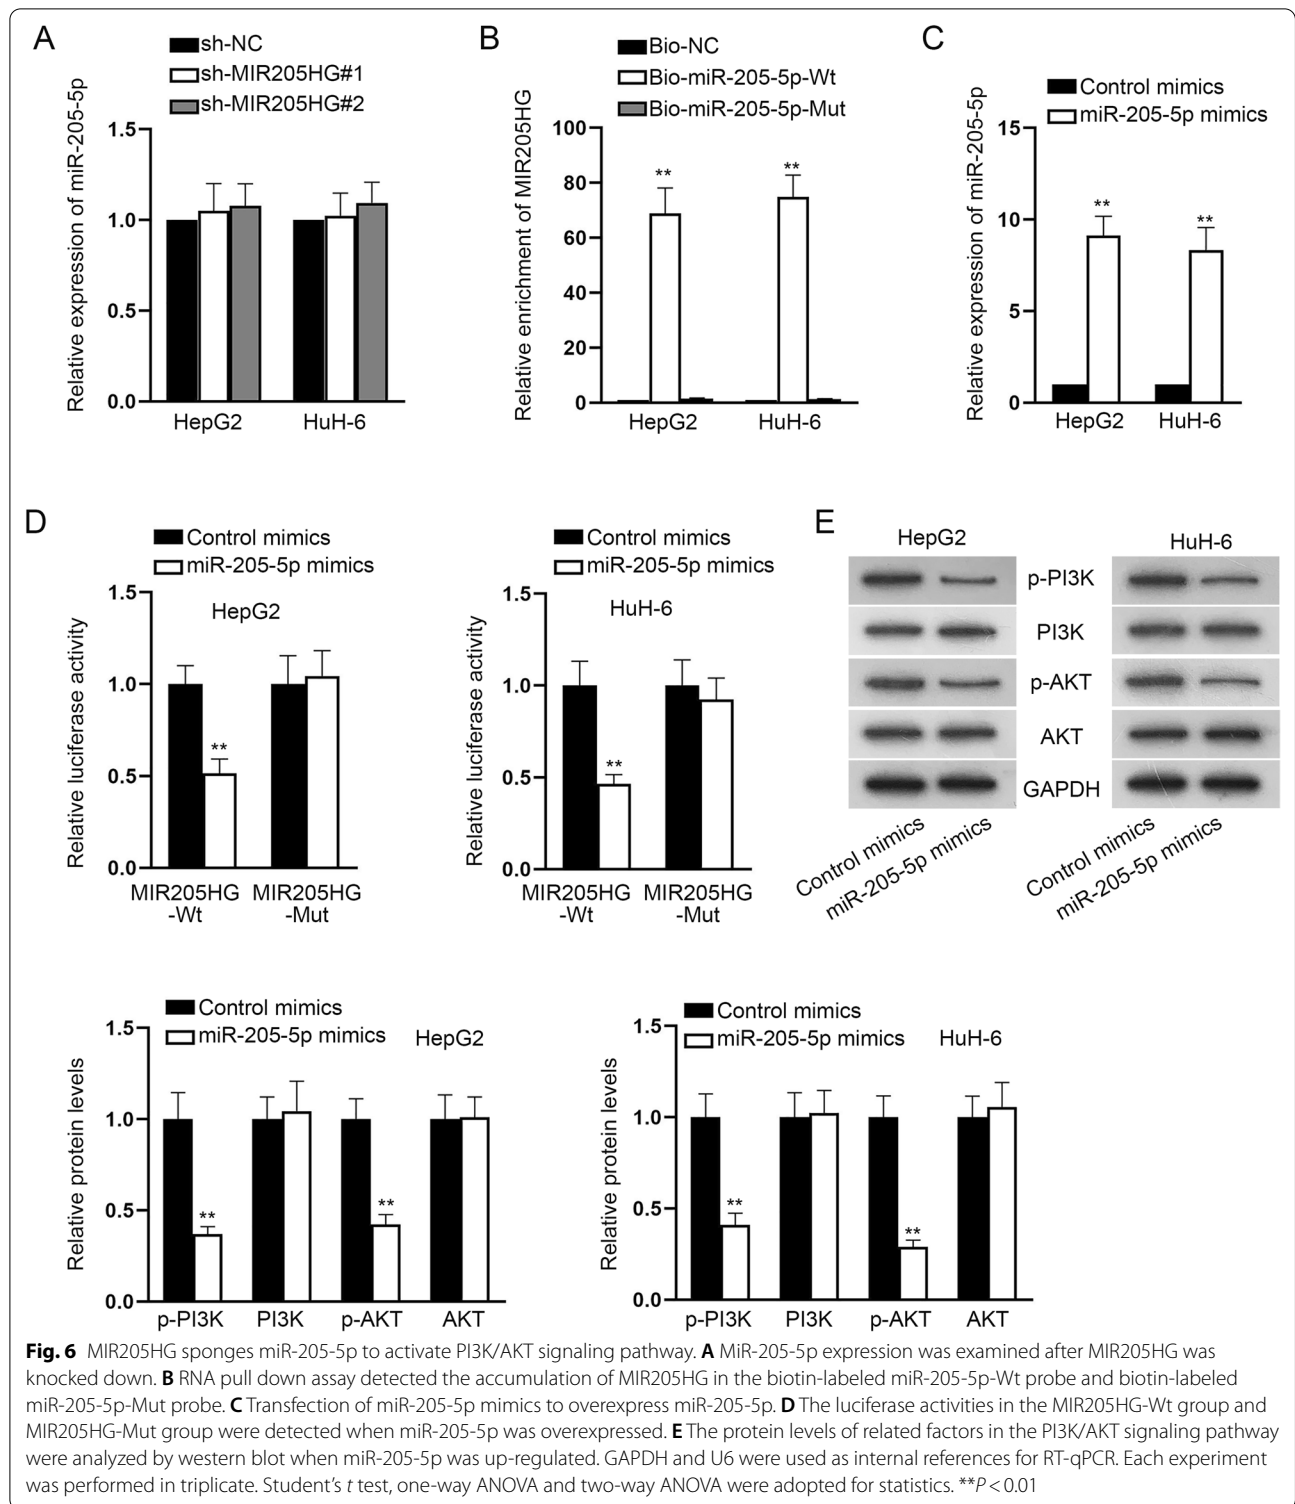 A
sh-NC
sh-MIR205HG#1
sh-MIR205HG#2
Relative expression of miR-205-5p
1.5
1.0
0.5
0.0
HepG2 HuH-6
B
Bio-NC
Bio-miR-205-5p-Wt
Bio-miR-205-5p-Mut
Relative enrichment of MIR205HG
100
80
60
40
20
0
** **
HepG2 HuH-6
C
Control mimics
miR-205-5p mimics
Relative expression of miR-205-5p
15
10
5
0
** **
HepG2 HuH-6
D
Control mimics
miR-205-5p mimics
HepG2
Relative luciferase activity
1.5
1.0
0.5
0.0
**
MIR205HG MIR205HG
-Wt -Mut
Control mimics
miR-205-5p mimics
HuH-6
Relative luciferase activity
1.5
1.0
0.5
0.0
**
MIR205HG MIR205HG
-Wt -Mut
E
HepG2 HuH-6
p-PI3K
PI3K
p-AKT
AKT
GAPDH
Control mimics
miR-205-5p mimics
Control mimics
miR-205-5p mimics
Control mimics
miR-205-5p mimics
HepG2
Relative protein levels
1.5
1.0
0.5
0.0
** **
p-PI3K PI3K p-AKT AKT
Control mimics
miR-205-5p mimics
HuH-6
Relative protein levels
1.5
1.0
0.5
0.0
** **
p-PI3K PI3K p-AKT AKT
Fig. 6 MIR205HG sponges miR-205-5p to activate PI3K/AKT signaling pathway. A MiR-205-5p expression was examined after MIR205HG was
knocked down. B RNA pull down assay detected the accumulation of MIR205HG in the biotin-labeled miR-205-5p-Wt probe and biotin-labeled
miR-205-5p-Mut probe. C Transfection of miR-205-5p mimics to overexpress miR-205-5p. D The luciferase activities in the MIR205HG-Wt group and
MIR205HG-Mut group were detected when miR-205-5p was overexpressed. E The protein levels of related factors in the PI3K/AKT signaling pathway
were analyzed by western blot when miR-205-5p was up-regulated. GAPDH and U6 were used as internal references for RT-qPCR. Each experiment
was performed in triplicate. Student's t test, one-way ANOVA and two-way ANOVA were adopted for statistics. **P < 0.01